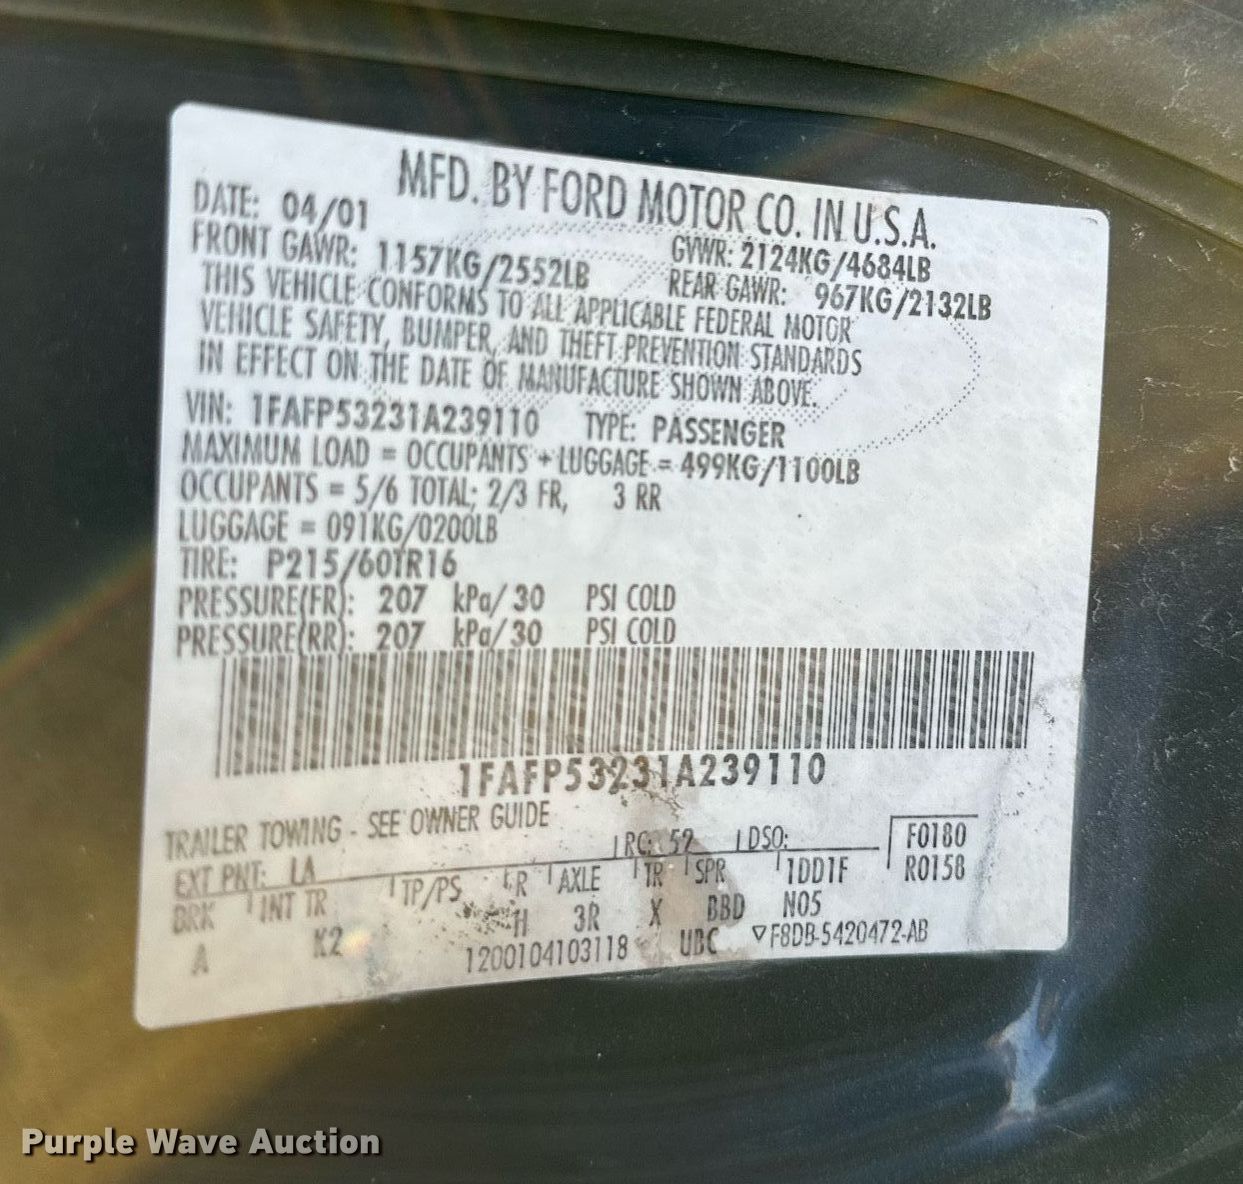 MFD. BY FORD MOTOR CO. IN U.S.A.
DATE: 04/01 GVWR: 2124KG/4684LB
FRONT GAWR: 1157KG/2552LB REAR GAWR: 967KG/2132LB
THIS VEHICLE CONFORMS TO ALL APPLICABLE FEDERAL MOTOR
VEHICLE SAFETY, BUMPER, AND THEFT PREVENTION STANDARDS
IN EFFECT ON THE DATE OF MANUFACTURE SHOWN ABOVE.
VIN: 1FAFP53231A239110 TYPE: PASSENGER
MAXIMUM LOAD = OCCUPANTS + LUGGAGE = 499KG/1100LB
OCCUPANTS = 5/6 TOTAL; 2/3 FR, 3 RR
LUGGAGE = 091KG/0200LB
TIRE: P215/60TR16
PRESSURE(FR): 207 kPa/ 30 PSI COLD
PRESSURE(RR): 207 kPa/ 30 PSI COLD
1FAFP53231A239110
TRAILER TOWING - SEE OWNER GUIDE
EXT PNT: LA RC: 52 DSO: F0180
R0158
BRK INT TR TP/PS R AXLE TR SPR 1DD1F
A K2 H 3R X BBD N05
1200104103118 UBC ▽F8DB-5420472-AB
Purple Wave Auction